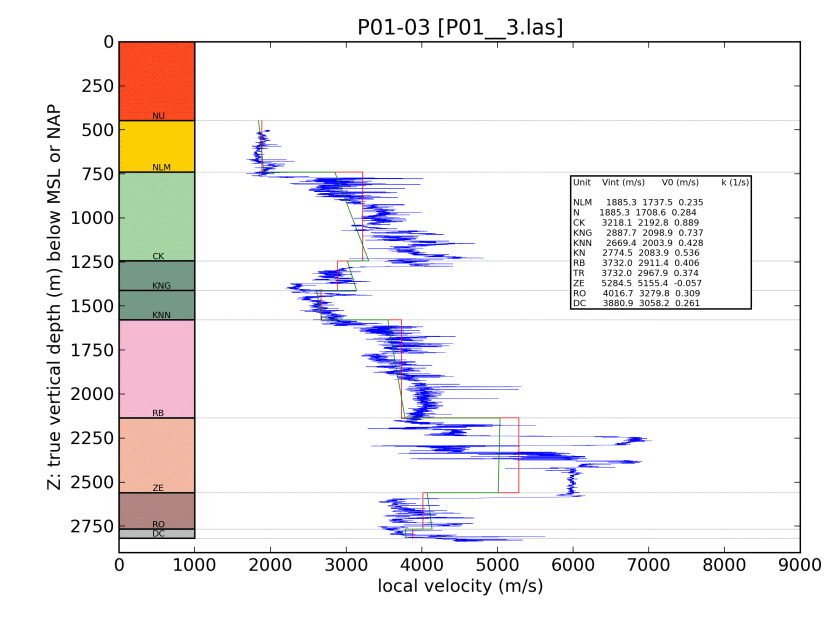 P01-03 [P01__3.las]
0
250
500
750
1000
1250
1500
1750
2000
2250
2500
2750
Z: true vertical depth (m) below MSL or NAP
NU
NLM
CK
KNG
KNN
RB
ZE
RO
DC
Unit Vint (m/s) V0 (m/s) k (1/s)
NLM 1885.3 1737.5 0.235
N 1885.3 1708.6 0.284
CK 3218.1 2192.8 0.889
KNG 2887.7 2098.9 0.737
KNN 2669.4 2003.9 0.428
KN 2774.5 2083.9 0.536
RB 3732.0 2911.4 0.406
TR 3732.0 2967.9 0.374
ZE 5284.5 5155.4 -0.057
RO 4016.7 3279.8 0.309
DC 3880.9 3058.2 0.261
0 1000 2000 3000 4000 5000 6000 7000 8000 9000
local velocity (m/s)